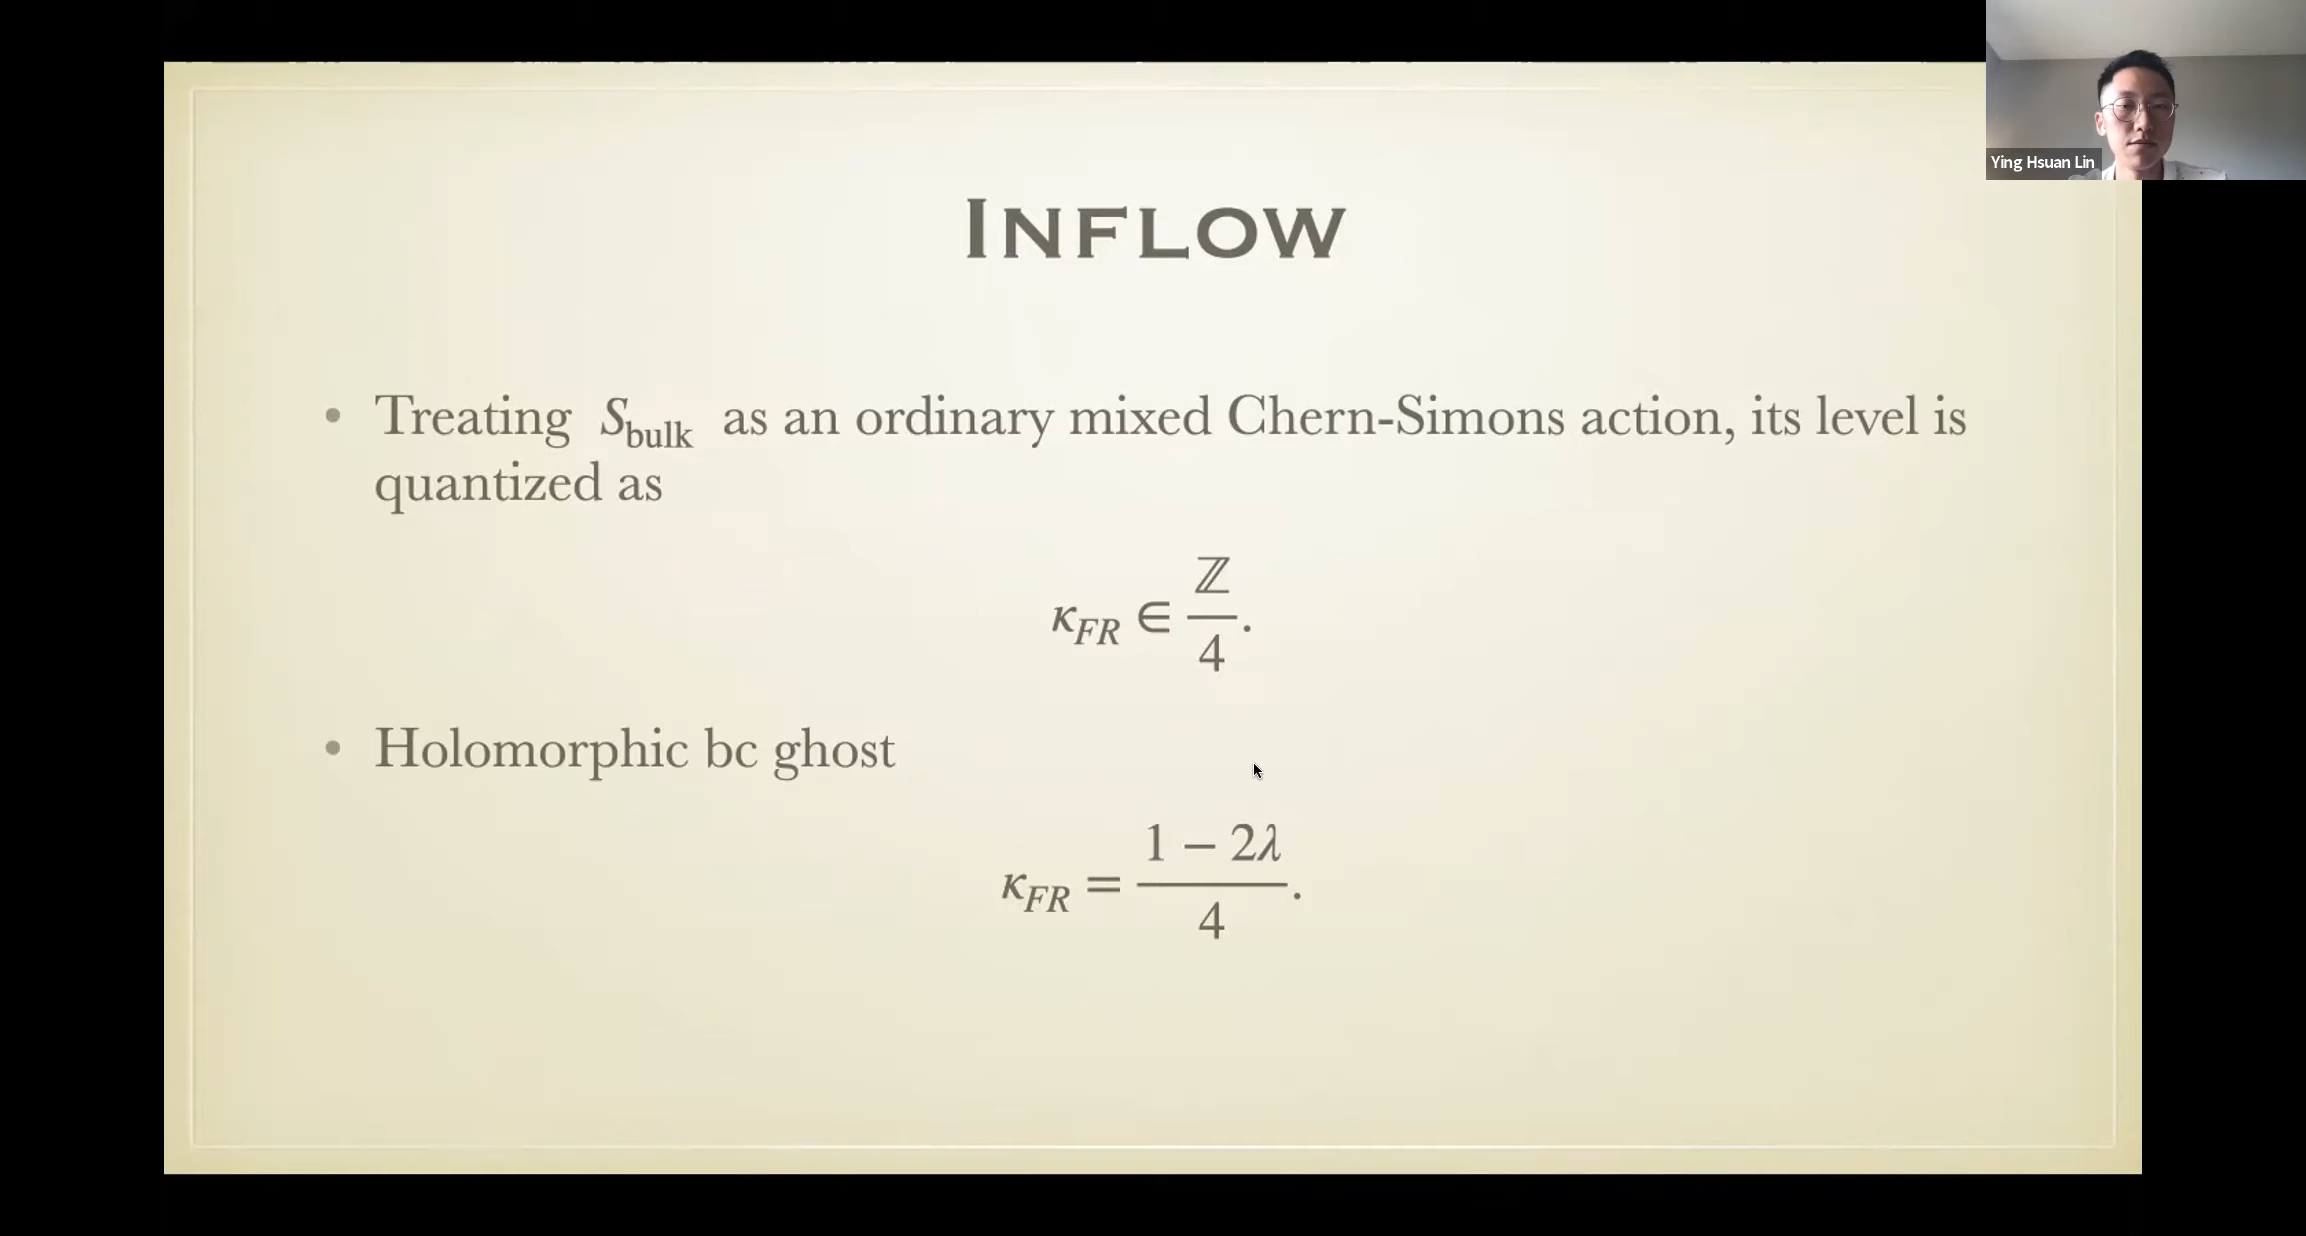 Ying Hsuan Lin
INFLOW
• Treating S_bulk as an ordinary mixed Chern-Simons action, its level is
quantized as
κ_FR ∈ ℤ/4.
• Holomorphic bc ghost
κ_FR = (1 − 2λ)/4.